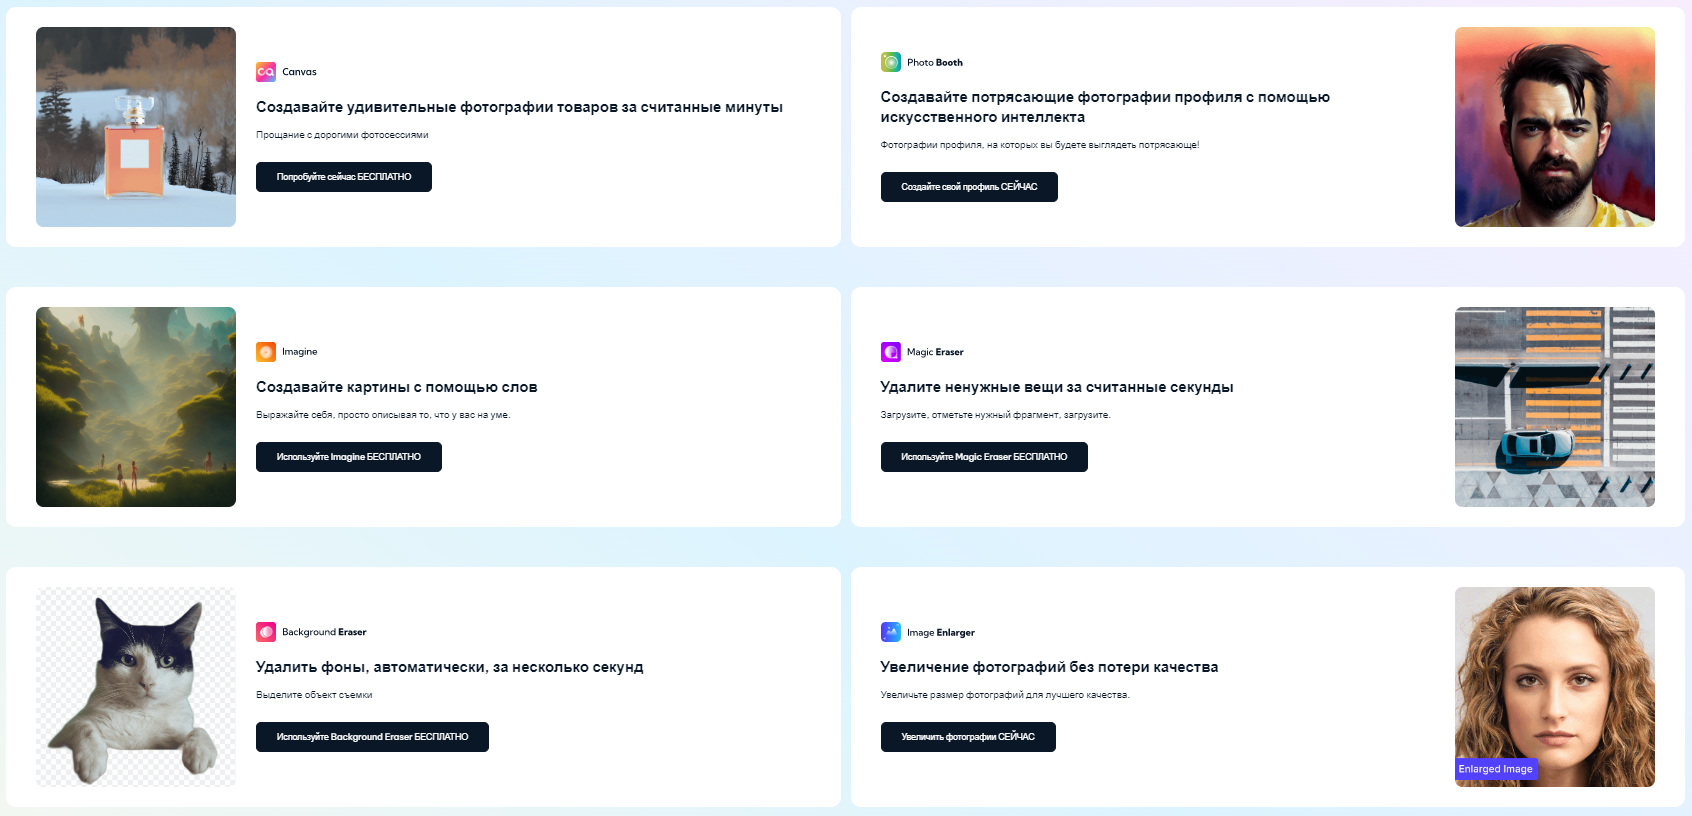 Canvas
Создавайте удивительные фотографии товаров за считанные минуты
Прощание с дорогими фотосессиями
Попробуйте сейчас БЕСПЛАТНО
Photo Booth
Создавайте потрясающие фотографии профиля с помощью
искусственного интеллекта
Фотографии профиля, на которых вы будете выглядеть потрясающе!
Создайте свой профиль СЕЙЧАС
Imagine
Создавайте картины с помощью слов
Выражайте себя, просто описывая то, что у вас на уме.
Используйте Imagine БЕСПЛАТНО
Magic Eraser
Удалите ненужные вещи за считанные секунды
Загрузите, отметьте нужный фрагмент, загрузите.
Используйте Magic Eraser БЕСПЛАТНО
Background Eraser
Удалить фоны, автоматически, за несколько секунд
Выделите объект съемки
Используйте Background Eraser БЕСПЛАТНО
Image Enlarger
Увеличение фотографий без потери качества
Увеличьте размер фотографий для лучшего качества.
Увеличить фотографии СЕЙЧАС
Enlarged Image